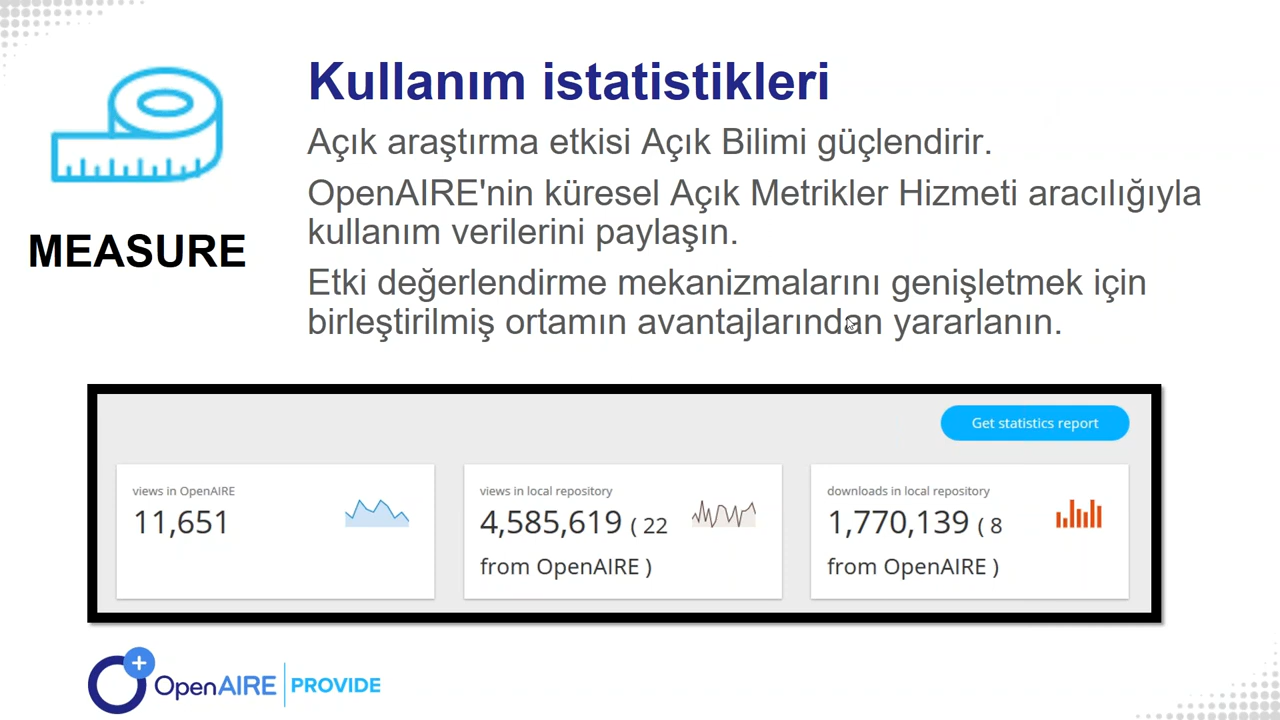 Kullanım istatistikleri
Açık araştırma etkisi Açık Bilimi güçlendirir.
OpenAIRE'nin küresel Açık Metrikler Hizmeti aracılığıyla
kullanım verilerini paylaşın.
Etki değerlendirme mekanizmalarını genişletmek için
birleştirilmiş ortamın avantajlarından yararlanın.
MEASURE
Get statistics report
views in OpenAIRE
11,651
views in local repository
4,585,619 ( 22
from OpenAIRE )
downloads in local repository
1,770,139 ( 8
from OpenAIRE )
OpenAIRE PROVIDE